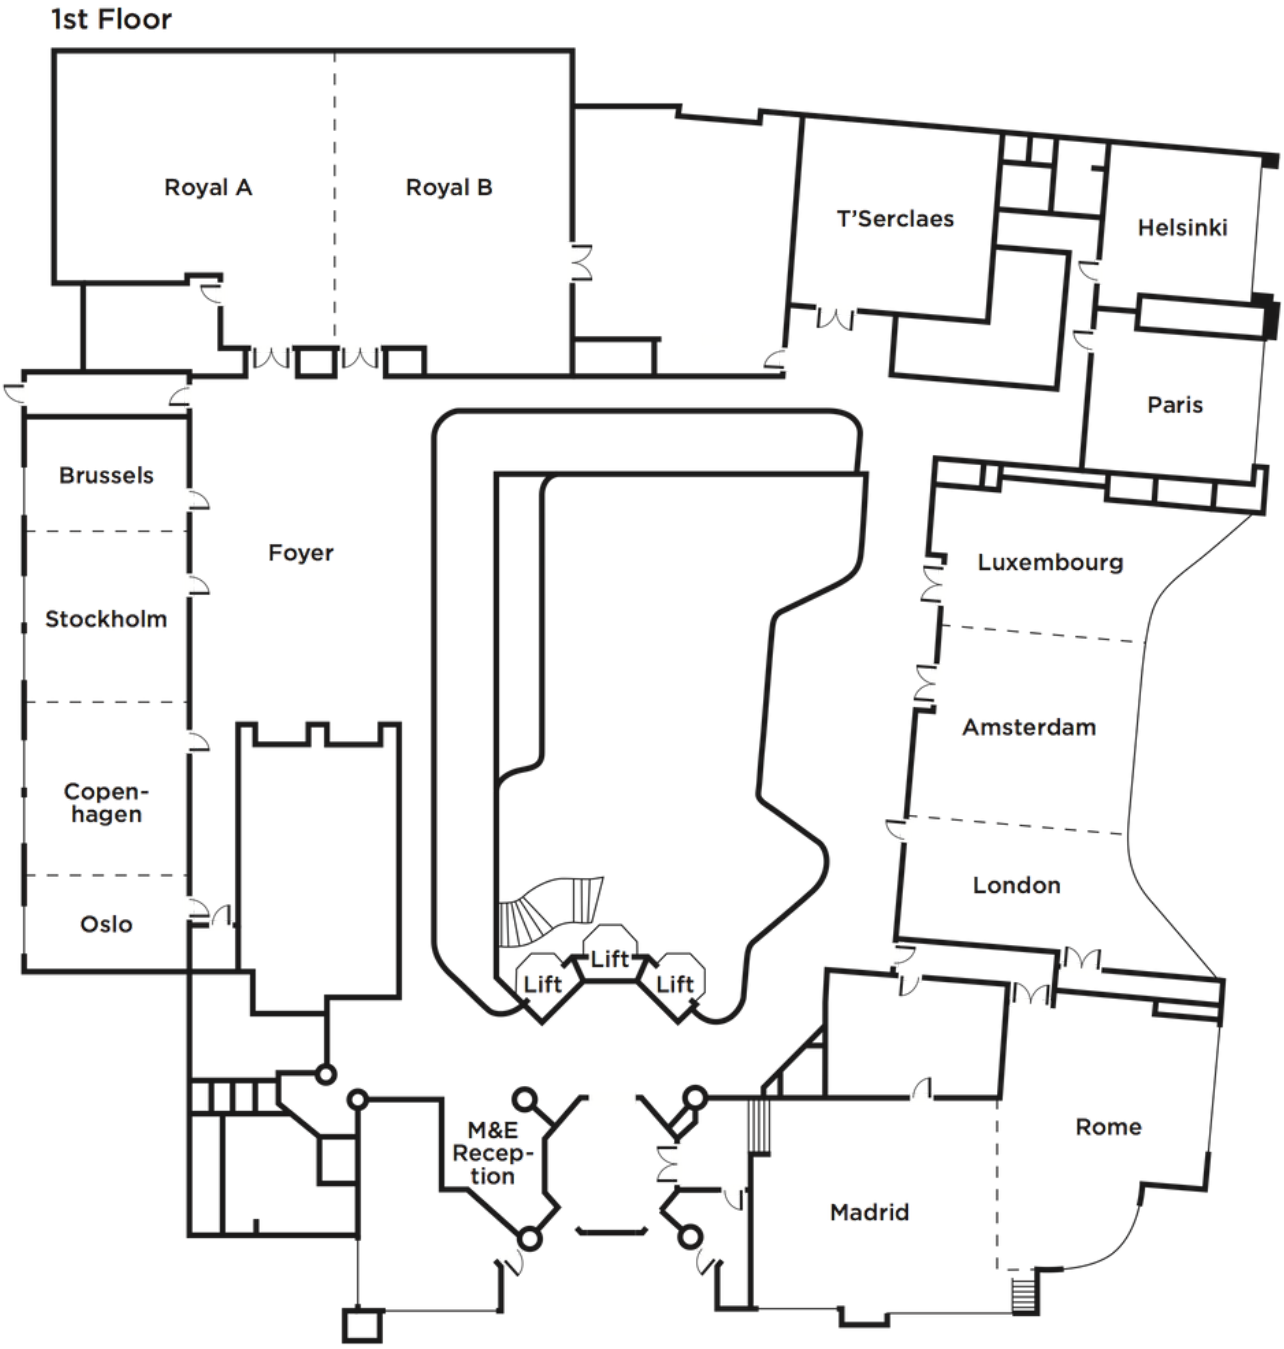 1st Floor
Royal A
Royal B
T'Serclaes
Helsinki
Paris
Brussels
Foyer
Luxembourg
Stockholm
Amsterdam
Copen-
hagen
London
Oslo
Lift
Lift
Lift
M&E
Recep-
tion
Rome
Madrid